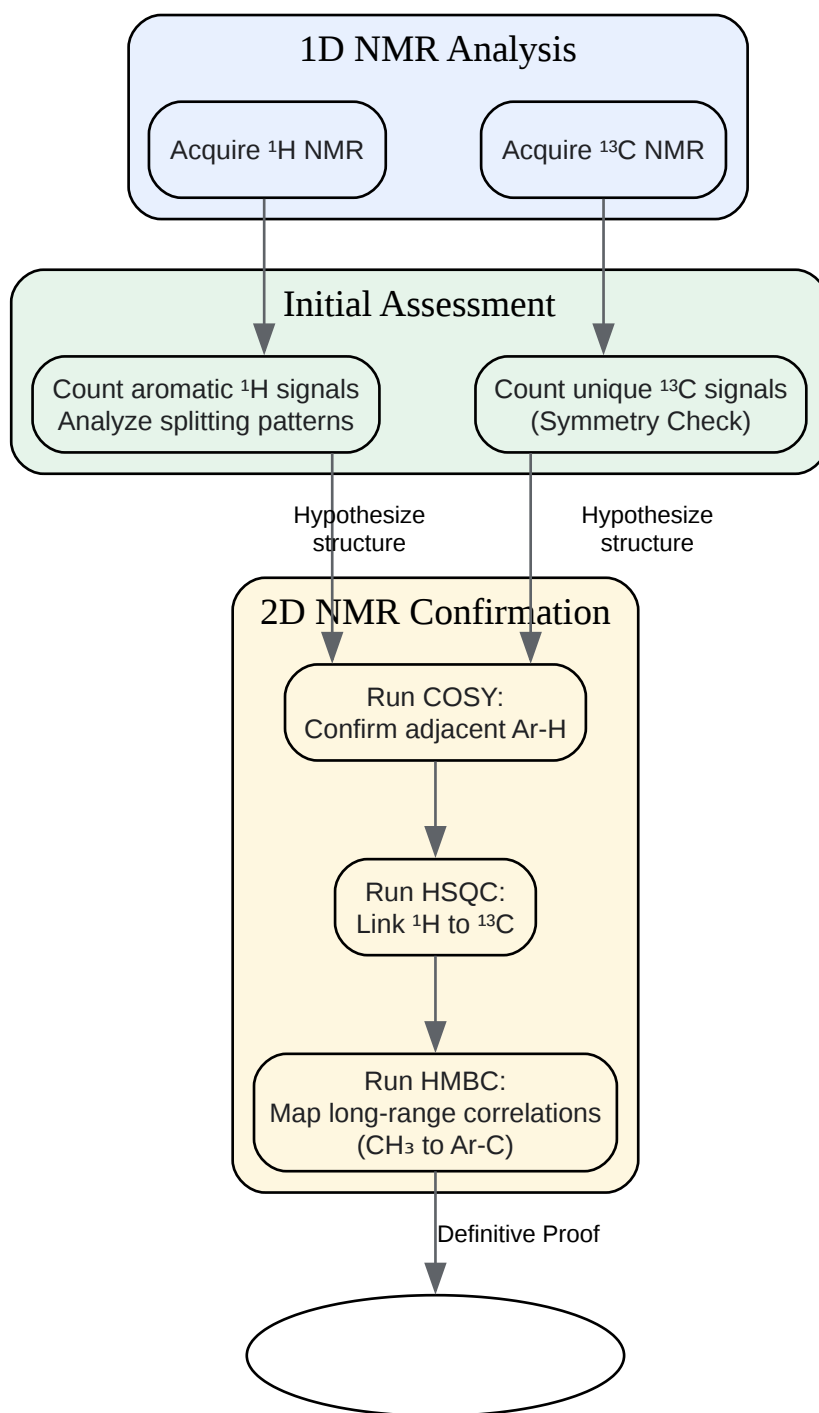 1D NMR Analysis
Acquire ¹H NMR
Acquire ¹³C NMR
Initial Assessment
Count aromatic ¹H signals
Analyze splitting patterns
Count unique ¹³C signals
(Symmetry Check)
Hypothesize
structure
Hypothesize
structure
2D NMR Confirmation
Run COSY:
Confirm adjacent Ar-H
Run HSQC:
Link ¹H to ¹³C
Run HMBC:
Map long-range correlations
(CH₃ to Ar-C)
Definitive Proof